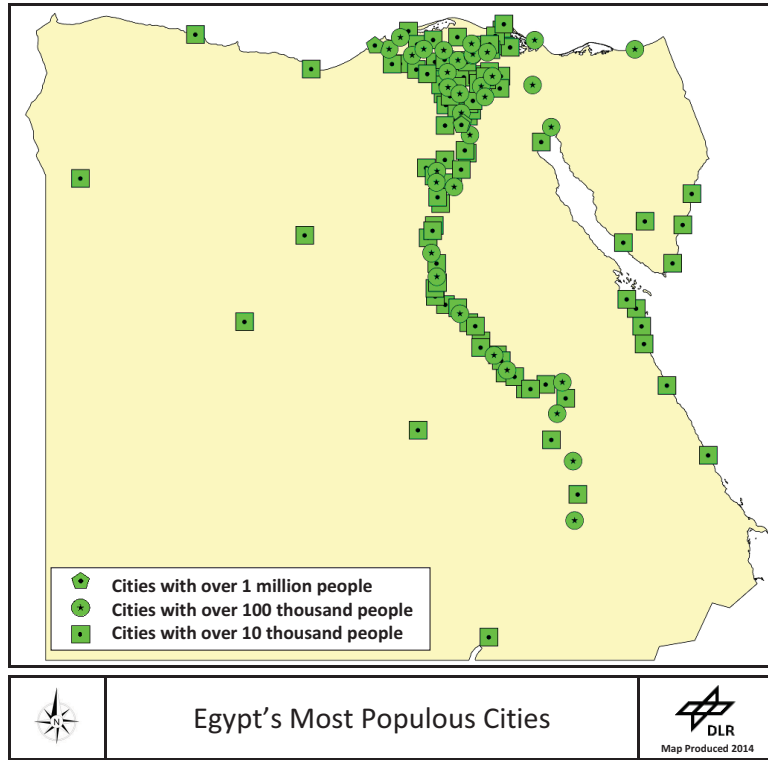 Cities with over 1 million people
Cities with over 100 thousand people
Cities with over 10 thousand people
N
Egypt's Most Populous Cities
DLR
Map Produced 2014